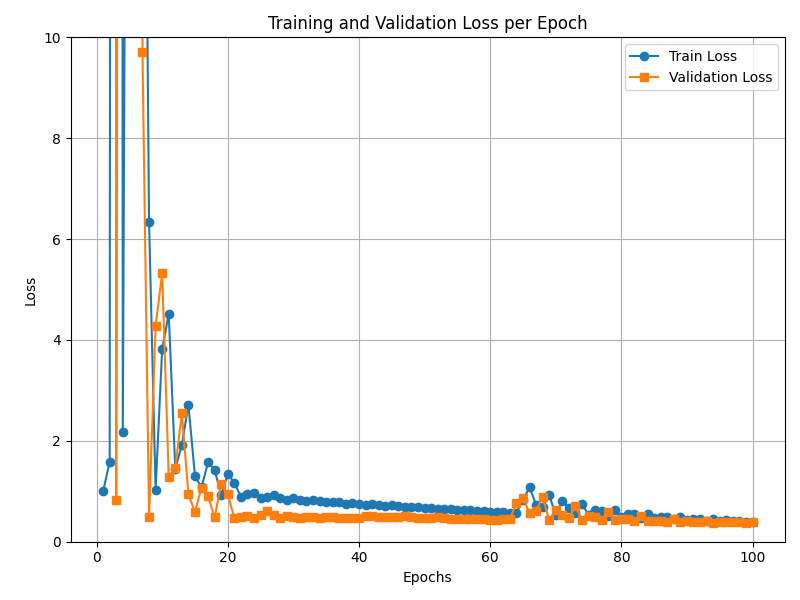 Training and Validation Loss per Epoch
Train Loss
Validation Loss
Loss
10
8
6
4
2
0
0 20 40 60 80 100
Epochs